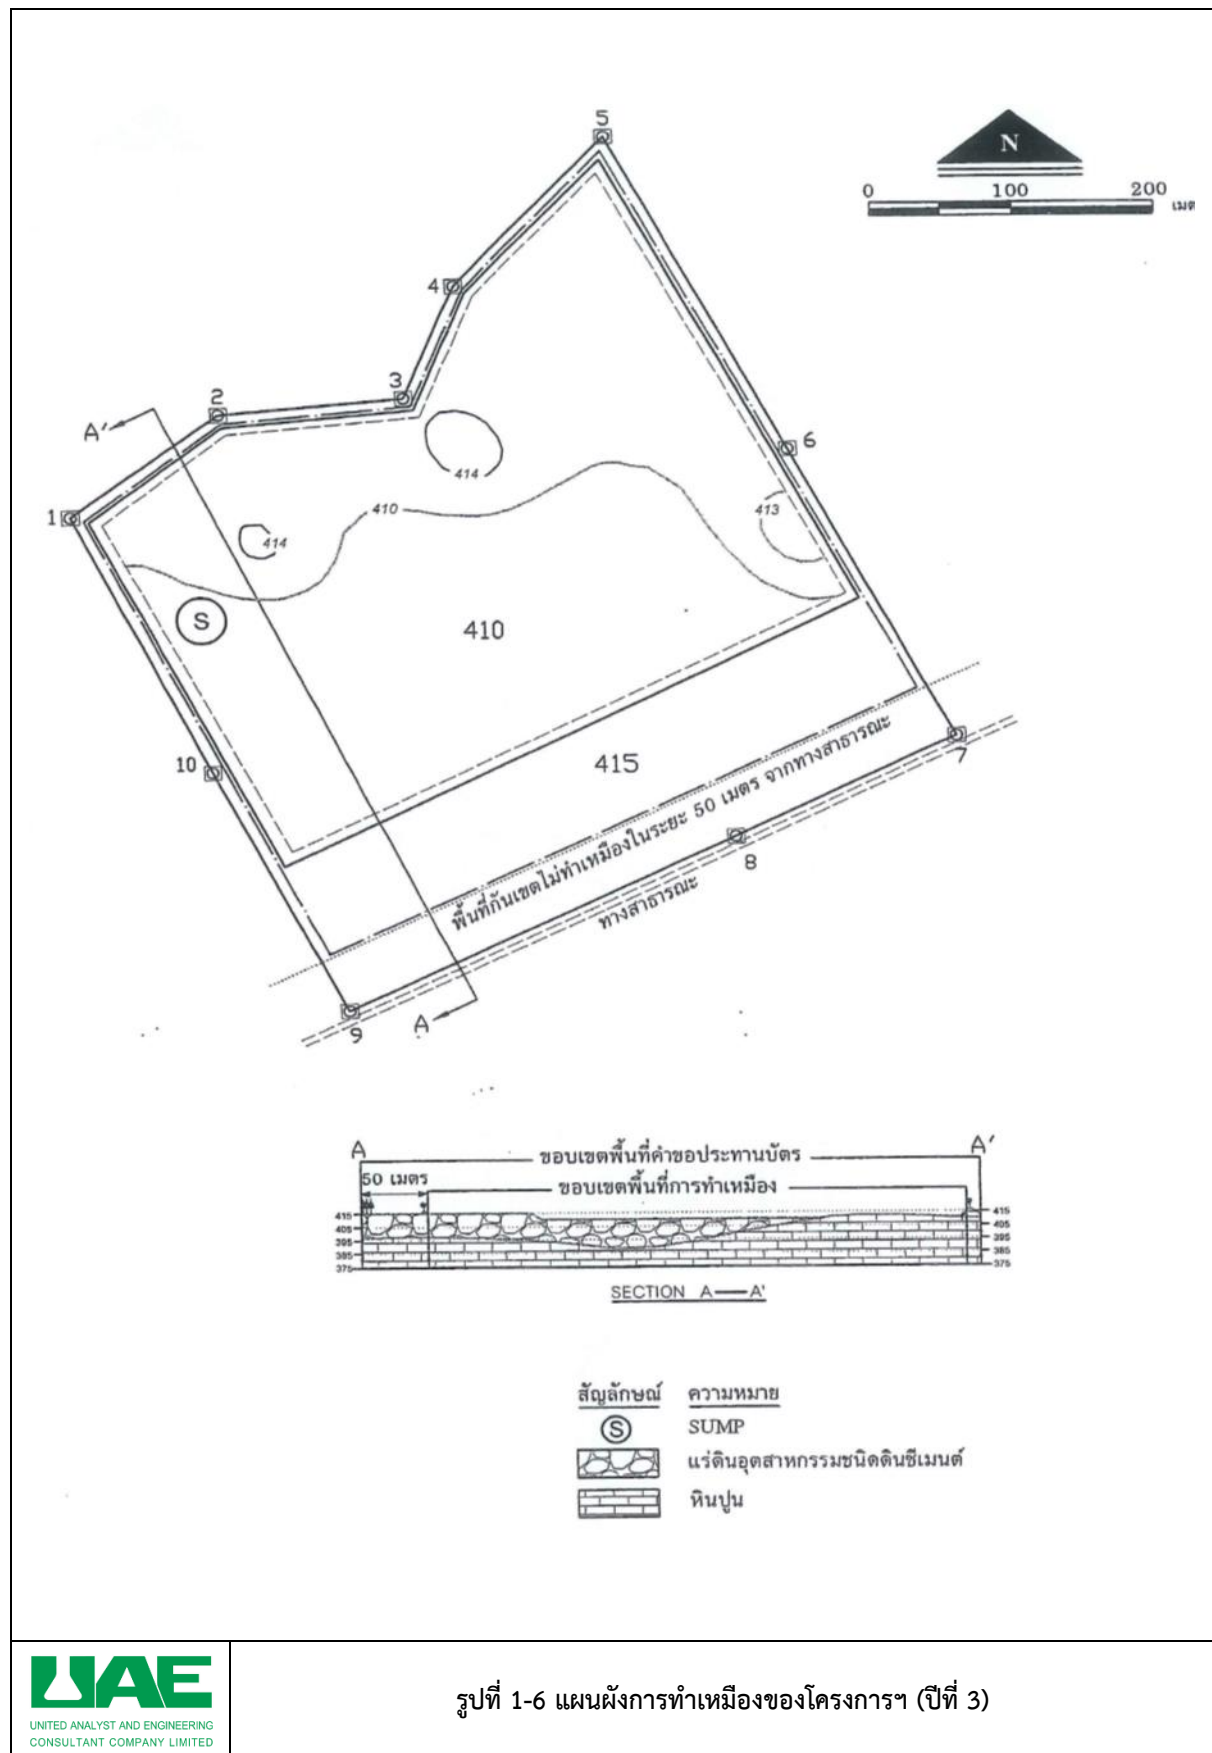 5
N
0 100 200
เมต
4
3
2
A'
6
414
410
413
1
414
S
410
10
415
พื้นที่กันเขตไม่ทำเหมืองในระยะ 50 เมตร จากทางสาธารณะ
7
8
ทางสาธารณะ
A
9
A A'
ขอบเขตพื้นที่คำขอประทานบัตร
50 เมตร
ขอบเขตพื้นที่การทำเหมือง
415 415
405 405
395 395
385 385
375 375
SECTION A—A'
สัญลักษณ์ ความหมาย
S SUMP
แร่ดินอุตสาหกรรมชนิดดินซีเมนต์
หินปูน
UAE
UNITED ANALYST AND ENGINEERING
CONSULTANT COMPANY LIMITED
รูปที่ 1-6 แผนผังการทำเหมืองของโครงการฯ (ปีที่ 3)